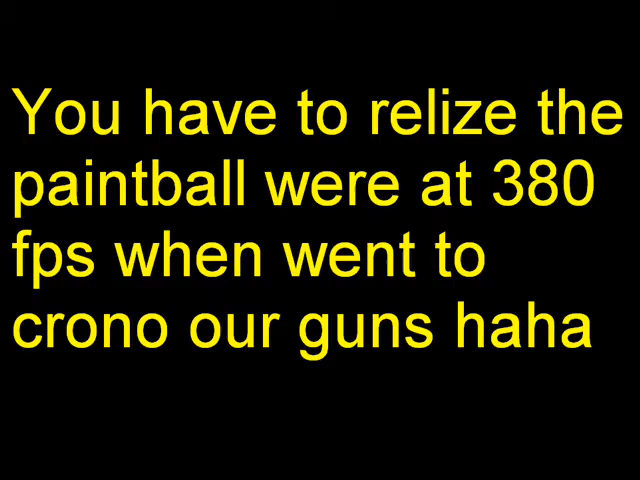 You have to relize the
paintball were at 380
fps when went to
crono our guns haha